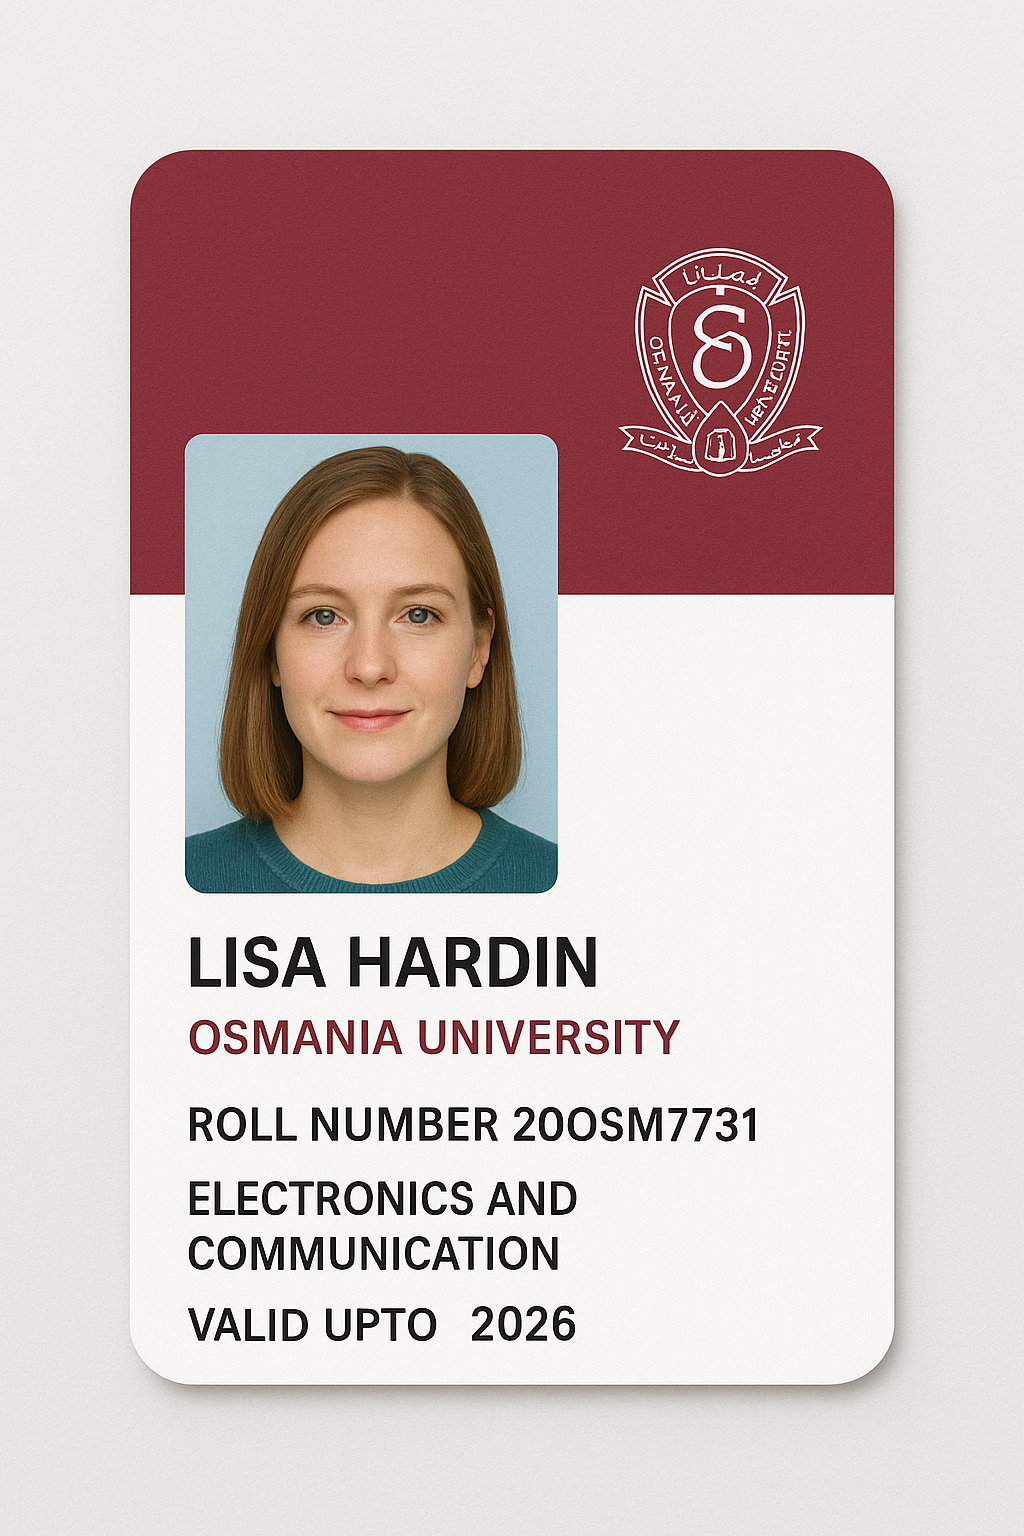 LISA HARDIN
OSMANIA UNIVERSITY
ROLL NUMBER 20OSM7731
ELECTRONICS AND
COMMUNICATION
VALID UPTO 2026